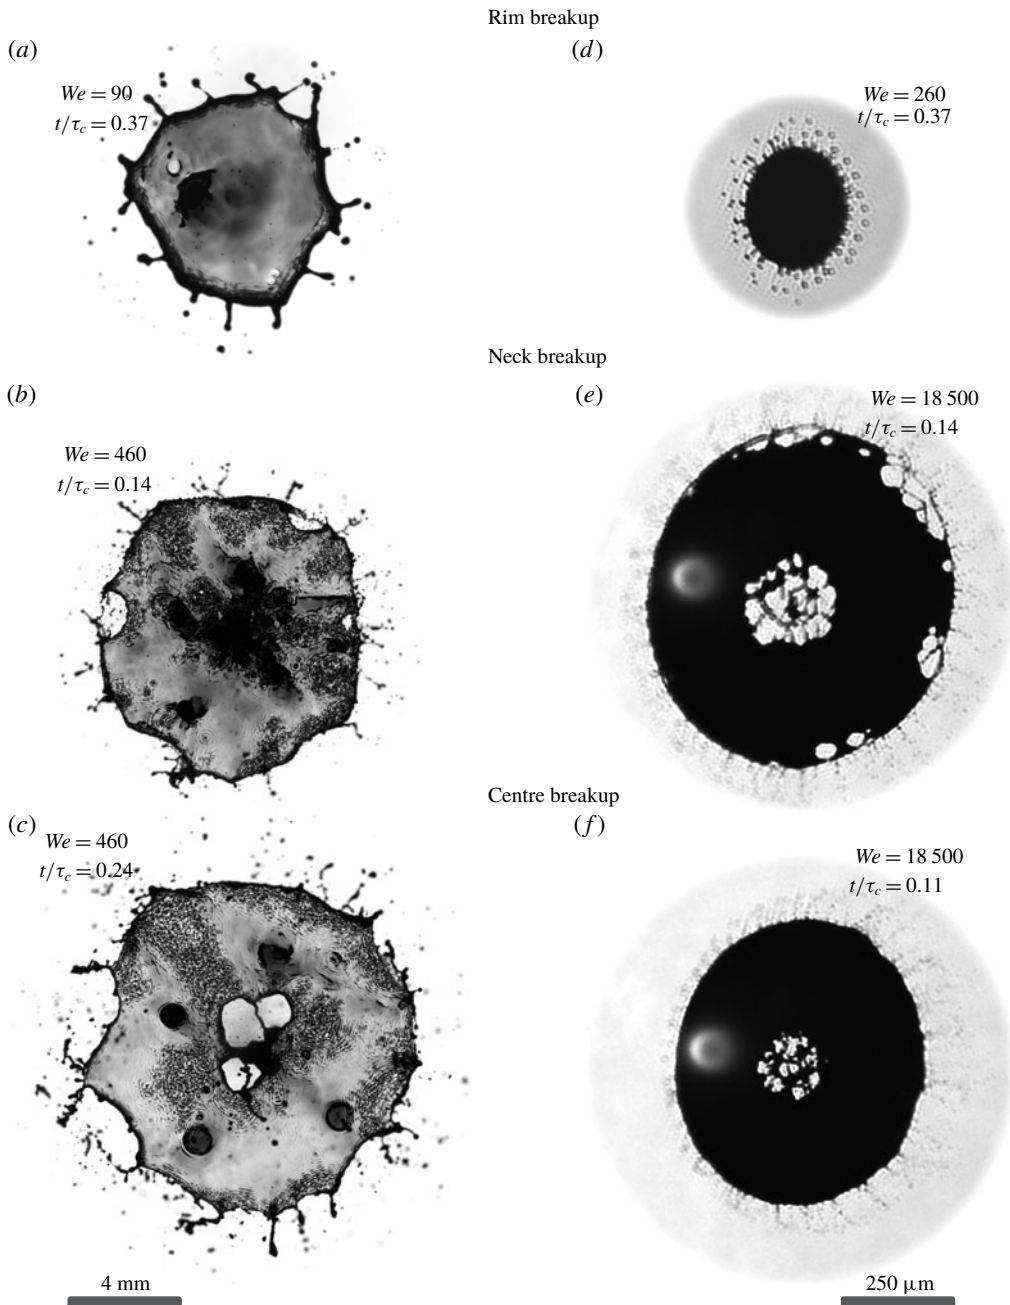 Rim breakup
(a)
We = 90
t/τc = 0.37
(d)
We = 260
t/τc = 0.37
Neck breakup
(b)
We = 460
t/τc = 0.14
(e)
We = 18 500
t/τc = 0.14
Centre breakup
(c)
We = 460
t/τc = 0.24
(f)
We = 18 500
t/τc = 0.11
4 mm
250 μm